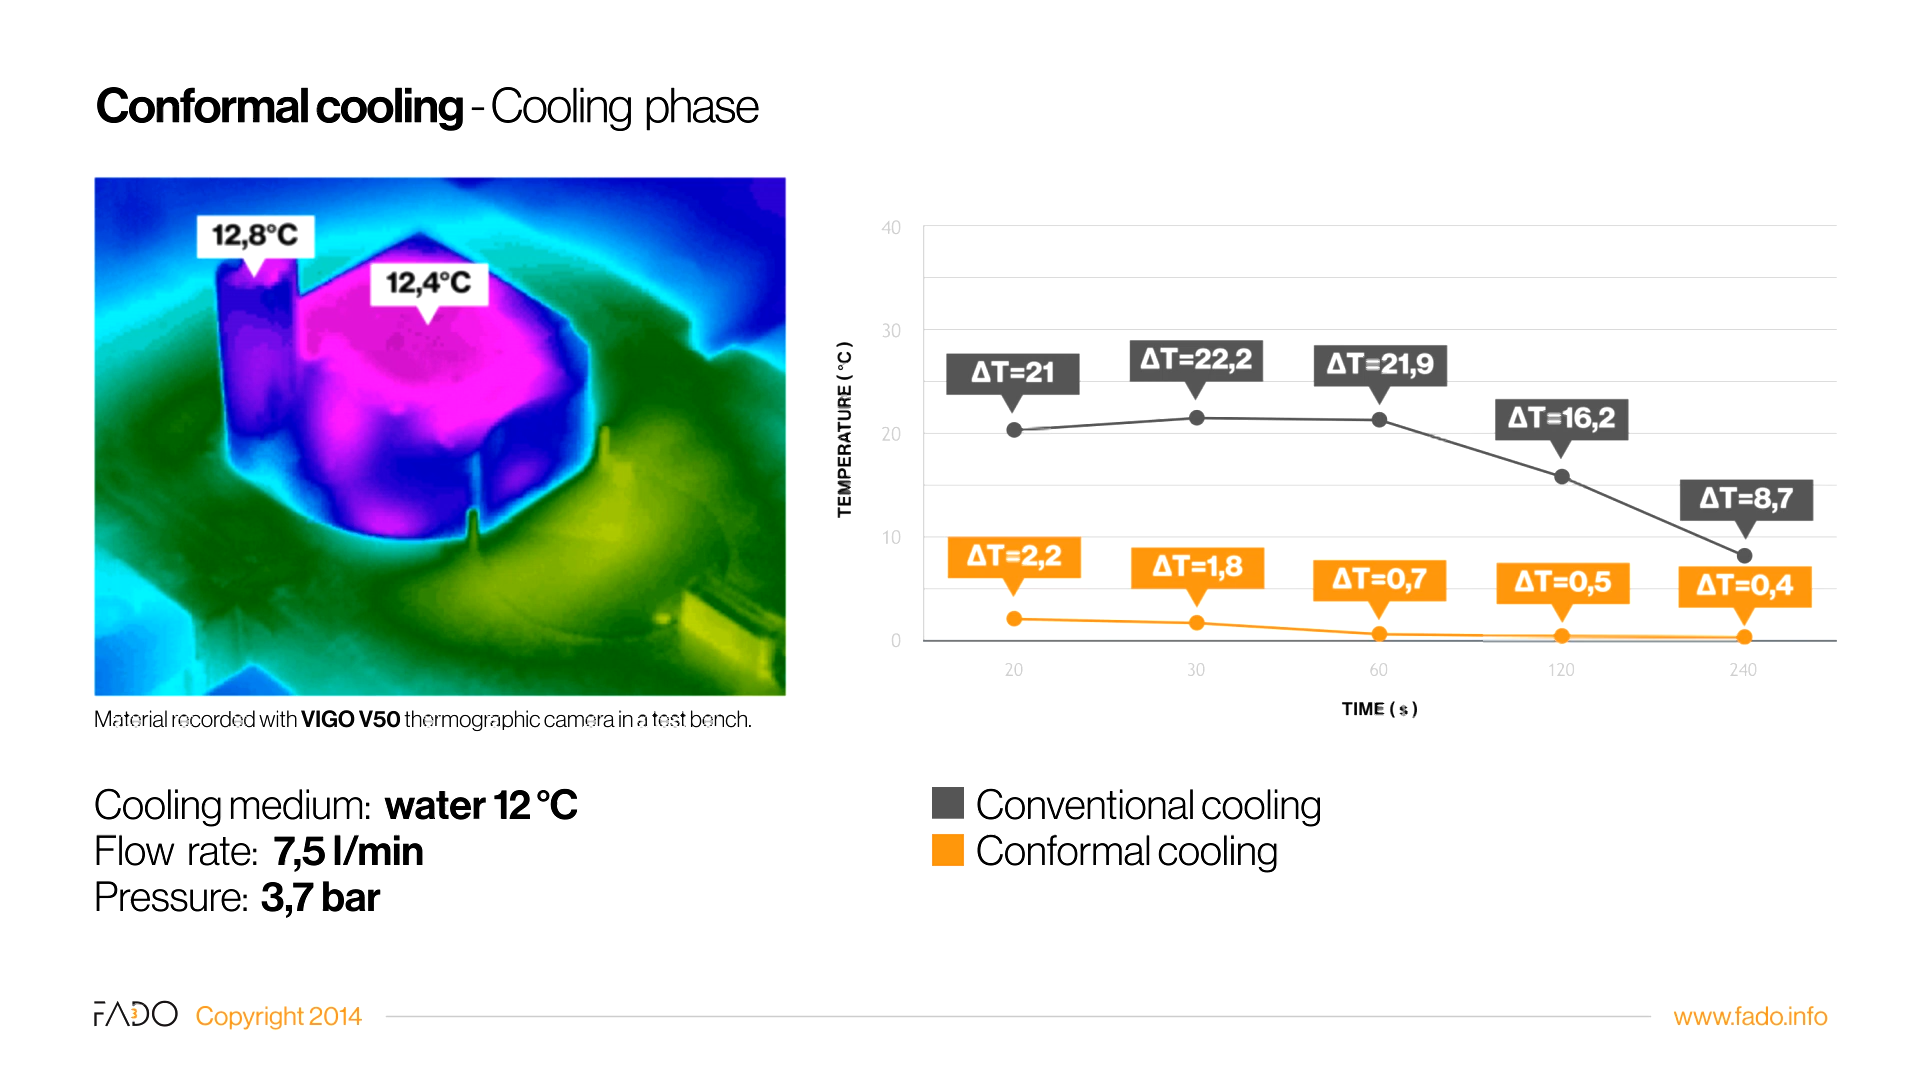 Conformal cooling - Cooling phase
12,8°C
12,4°C
Material recorded with VIGO V50 thermographic camera in a test bench.
Cooling medium: water 12 °C
Flow rate: 7,5 l/min
Pressure: 3,7 bar
TEMPERATURE (°C)
40
30
20
10
0
ΔT=21
ΔT=22,2
ΔT=21,9
ΔT=16,2
ΔT=8,7
ΔT=2,2
ΔT=1,8
ΔT=0,7
ΔT=0,5
ΔT=0,4
20 30 60 120 240
TIME ( s )
Conventional cooling
Conformal cooling
FADO Copyright 2014
www.fado.info